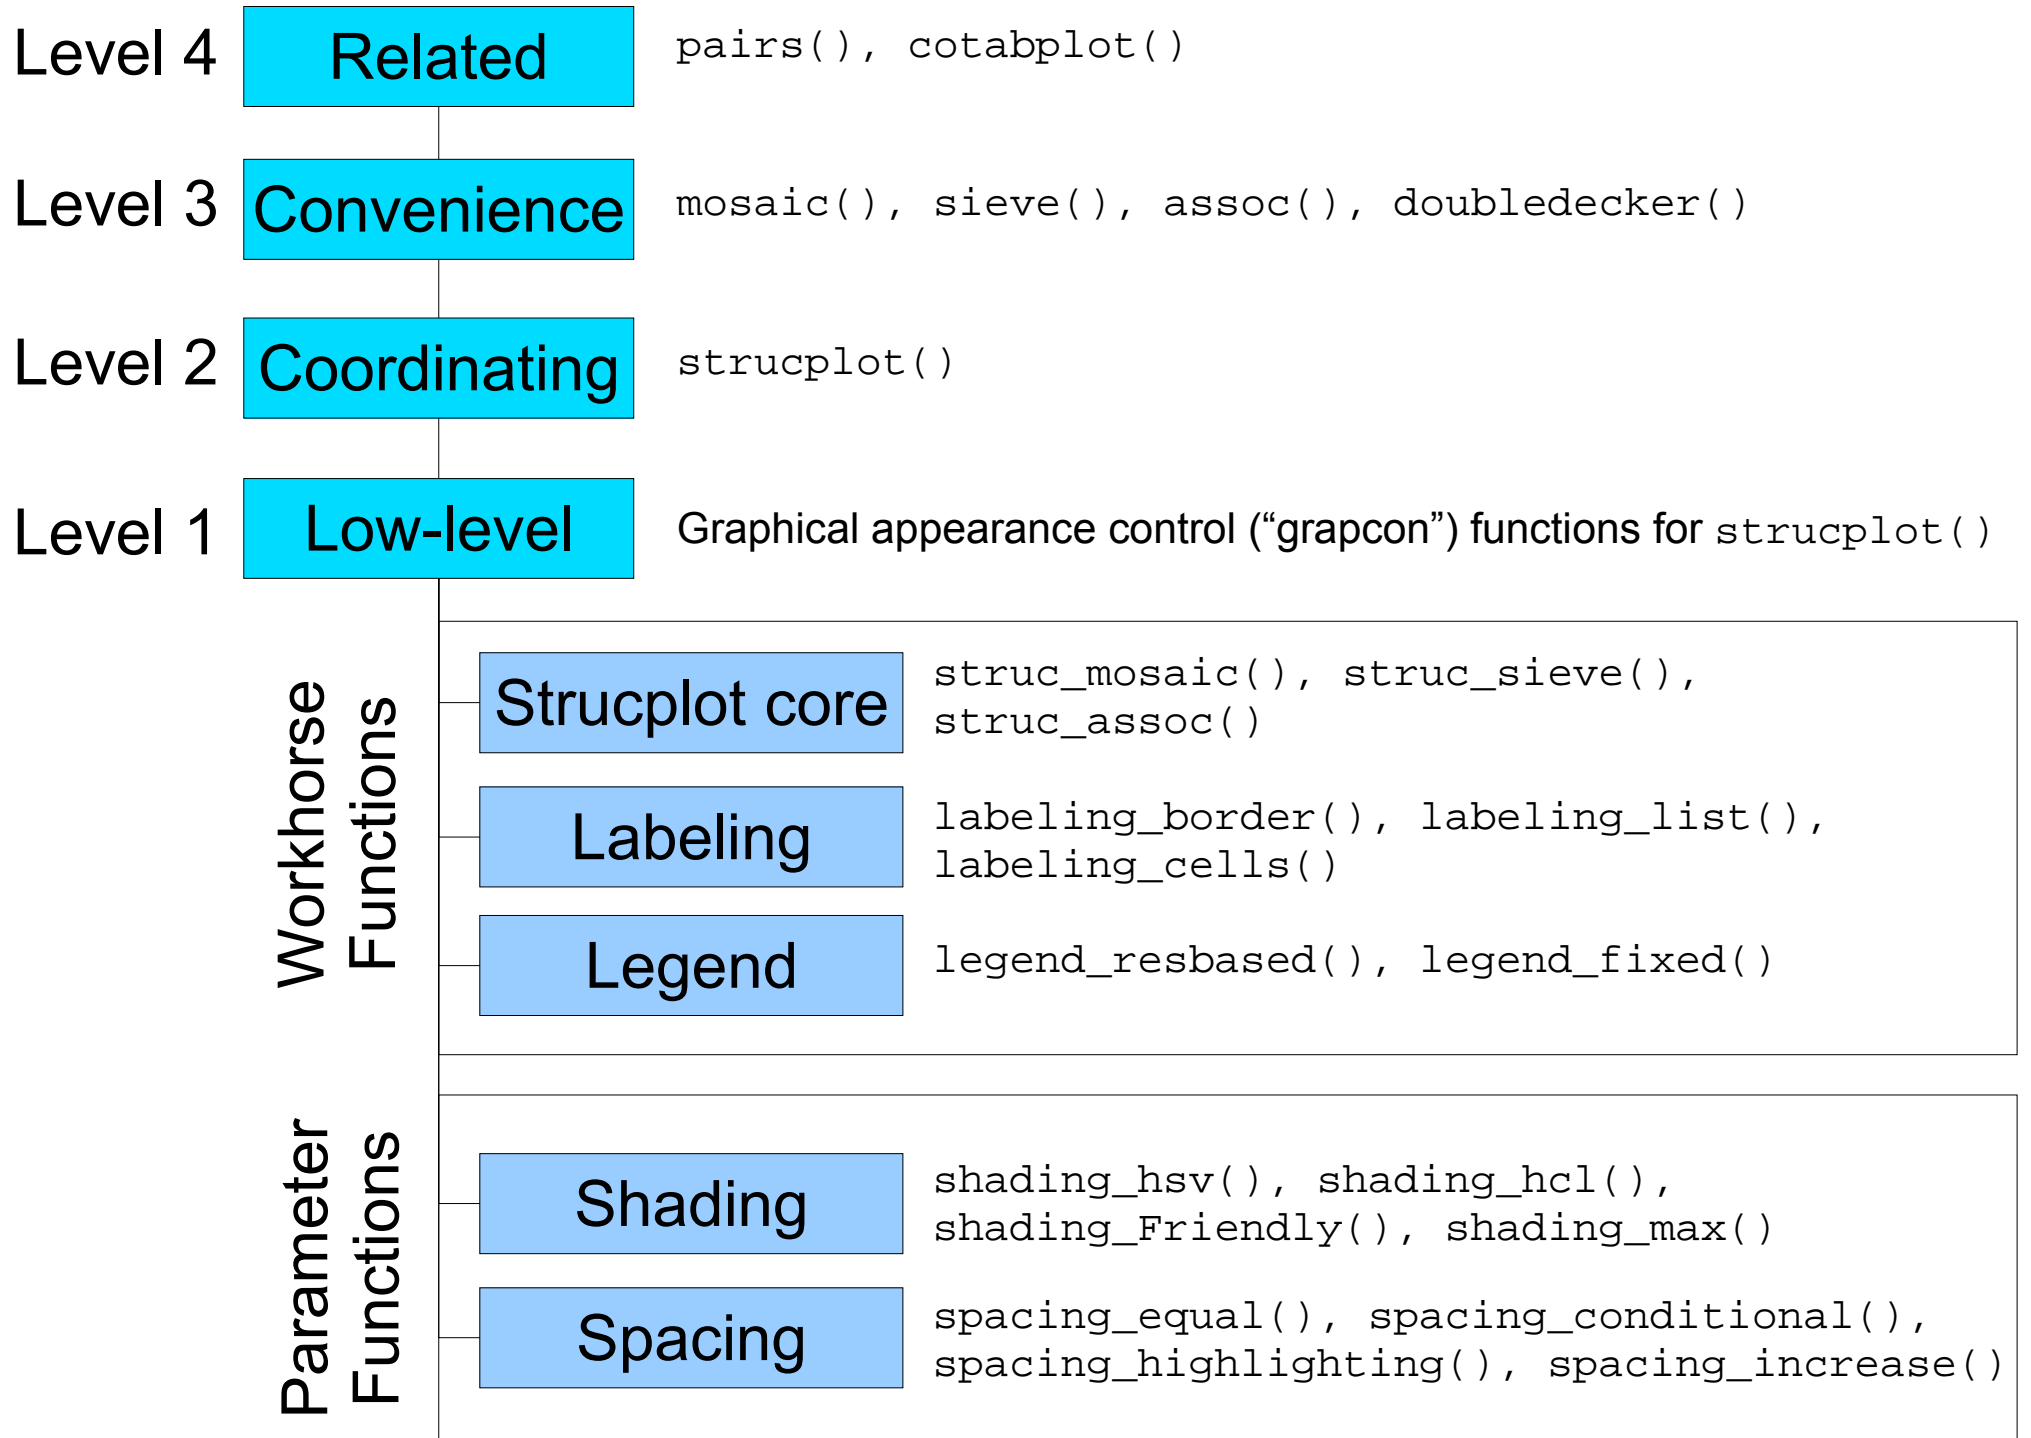 Level 4 Related pairs(), cotabplot()
Level 3 Convenience mosaic(), sieve(), assoc(), doubledecker()
Level 2 Coordinating strucplot()
Level 1 Low-level Graphical appearance control (“grapcon”) functions for strucplot()
Workhorse
Functions
Strucplot core
struc_mosaic(), struc_sieve(),
struc_assoc()
Labeling
labeling_border(), labeling_list(),
labeling_cells()
Legend
legend_resbased(), legend_fixed()
Parameter
Functions
Shading
shading_hsv(), shading_hcl(),
shading_Friendly(), shading_max()
Spacing
spacing_equal(), spacing_conditional(),
spacing_highlighting(), spacing_increase()